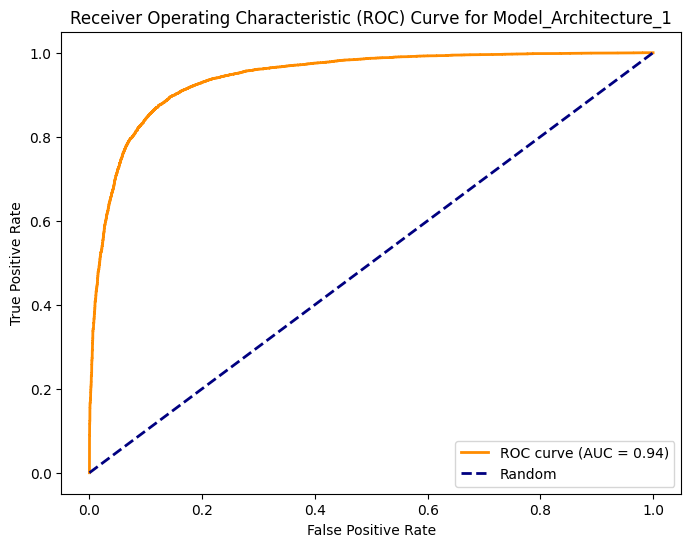 Receiver Operating Characteristic (ROC) Curve for Model_Architecture_1
1.0
0.8
0.6
0.4
0.2
0.0
True Positive Rate
ROC curve (AUC = 0.94)
Random
0.0 0.2 0.4 0.6 0.8 1.0
False Positive Rate